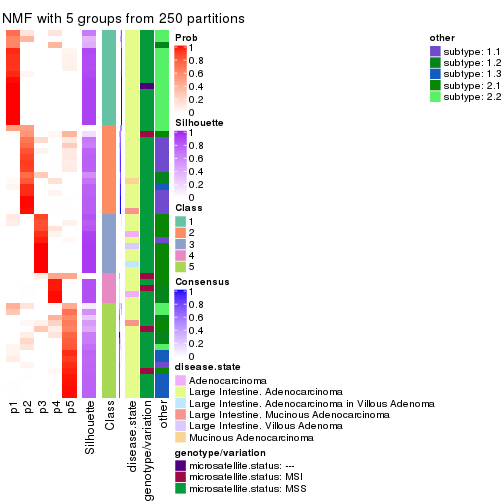 NMF with 5 groups from 250 partitions
Prob
1
0.8
0.6
0.4
0.2
0
Silhouette
1
0.8
0.6
0.4
0.2
0
Class
1
2
3
4
5
Consensus
1
0.8
0.6
0.4
0.2
0
disease.state
Adenocarcinoma
Large Intestine. Adenocarcinoma
Large Intestine. Adenocarcinoma in Villous Adenoma
Large Intestine. Mucinous Adenocarcinoma
Large Intestine. Villous Adenoma
Mucinous Adenocarcinoma
genotype/variation
microsatellite.status: ---
microsatellite.status: MSI
microsatellite.status: MSS
other
subtype: 1.1
subtype: 1.2
subtype: 1.3
subtype: 2.1
subtype: 2.2
p1
p2
p3
p4
p5
Silhouette
Class
disease.state
genotype/variation
other